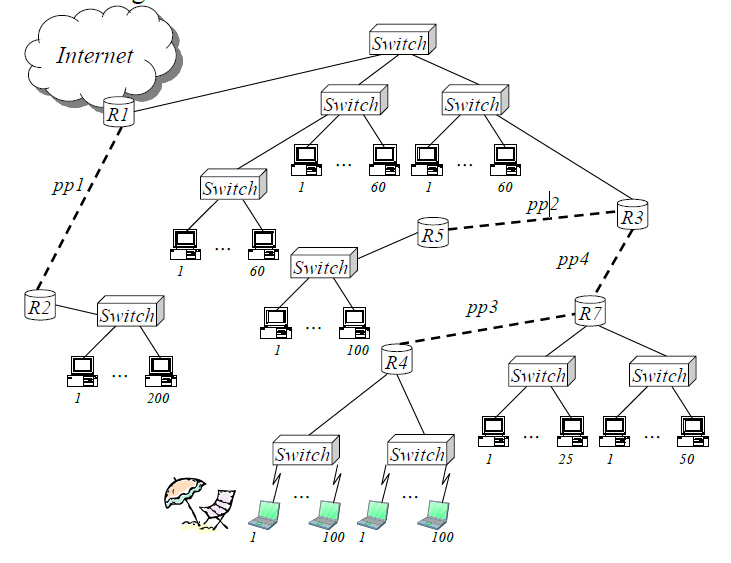 Internet
Switch
R1
Switch
Switch
1 ... 60
1 ... 60
pp1
Switch
pp2
R3
R5
1 ... 60
Switch
pp4
R2
Switch
pp3
R7
1 ... 100
R4
1 ... 200
Switch
Switch
Switch
Switch
1 ... 25
1 ... 50
1 ... 100
1 ... 100